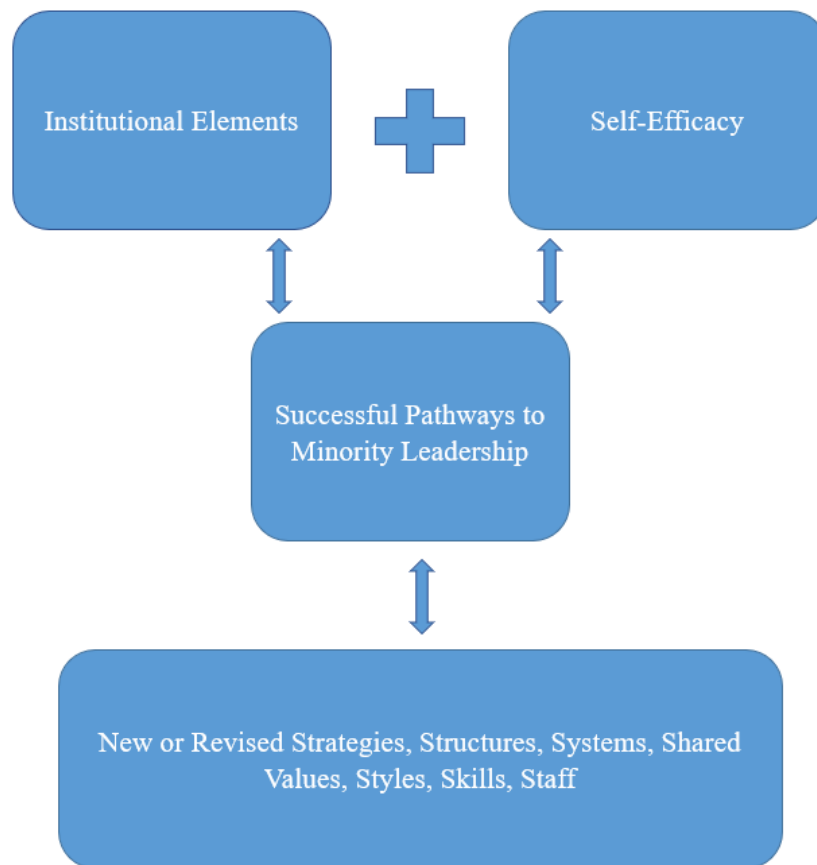 Institutional Elements
Self-Efficacy
Successful Pathways to
Minority Leadership
New or Revised Strategies, Structures, Systems, Shared
Values, Styles, Skills, Staff